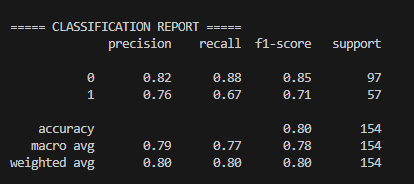 ===== CLASSIFICATION REPORT =====
precision recall f1-score support
0 0.82 0.88 0.85 97
1 0.76 0.67 0.71 57
accuracy 0.80 154
macro avg 0.79 0.77 0.78 154
weighted avg 0.80 0.80 0.80 154